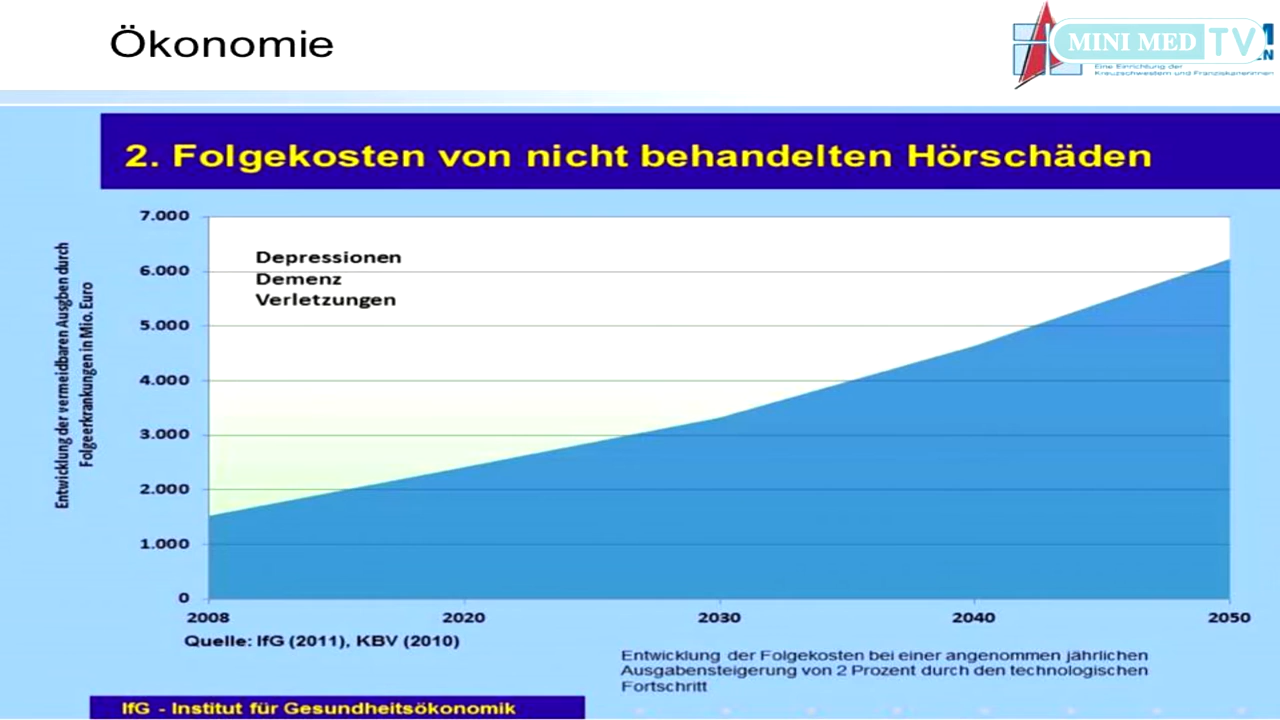 Ökonomie
MINI MED TV
EN
Eine Einrichtung der
Kreuzschwestern und Franziskanerinnen
2. Folgekosten von nicht behandelten Hörschäden
Entwicklung der vermeidbaren Ausgben durch
Folgeerkrankungen in Mio. Euro
7.000
6.000
5.000
4.000
3.000
2.000
1.000
0
Depressionen
Demenz
Verletzungen
2008 2020 2030 2040 2050
Quelle: IfG (2011), KBV (2010)
Entwicklung der Folgekosten bei einer angenommen jährlichen
Ausgabensteigerung von 2 Prozent durch den technologischen
Fortschritt
IfG - Institut für Gesundheitsökonomik